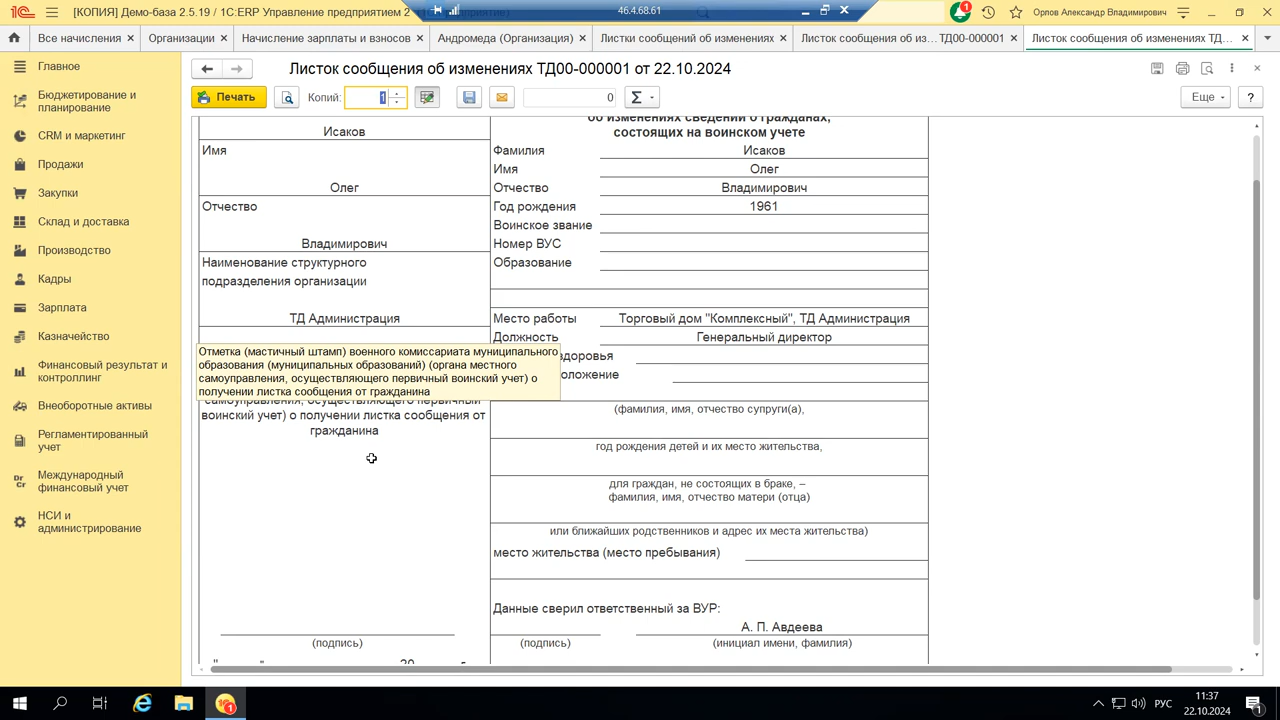 [КОПИЯ] Демо-база 2.5.19 / 1С:ERP Управление предприятием 2
46.4.68.61
Орлов Александр Владимирович
Все начисления
Организации
Начисление зарплаты и взносов
Андромеда (Организация)
Листки сообщений об изменениях
Листок сообщения об из... ТД00-000001
Листок сообщения об изменениях ТД...
Главное
Бюджетирование и
планирование
CRM и маркетинг
Продажи
Закупки
Склад и доставка
Производство
Кадры
Зарплата
Казначейство
Финансовый результат и
контроллинг
Внеоборотные активы
Регламентированный
учет
Международный
финансовый учет
НСИ и
администрирование
Листок сообщения об изменениях ТД00-000001 от 22.10.2024
Печать
Копий:
1
0
Σ
Еще
?
Исаков
Имя
Олег
Отчество
Владимирович
Наименование структурного
подразделения организации
ТД Администрация
Отметка (мастичный штамп) военного комиссариата муниципального
образования (муниципальных образований) (органа местного
самоуправления, осуществляющего первичный воинский учет) о
получении листка сообщения от гражданина
самоуправления, осуществляющего первичный
воинский учет) о получении листка сообщения от
гражданина
(подпись)
" " 20 г.
об изменениях сведений о гражданах,
состоящих на воинском учете
Фамилия Исаков
Имя Олег
Отчество Владимирович
Год рождения 1961
Воинское звание
Номер ВУС
Образование
Место работы Торговый дом "Комплексный", ТД Администрация
Должность Генеральный директор
здоровья
оложение
(фамилия, имя, отчество супруги(а),
год рождения детей и их место жительства,
для граждан, не состоящих в браке, –
фамилия, имя, отчество матери (отца)
или ближайших родственников и адрес их места жительства)
место жительства (место пребывания)
Данные сверил ответственный за ВУР:
А. П. Авдеева
(подпись) (инициал имени, фамилия)
РУС
11:37
22.10.2024